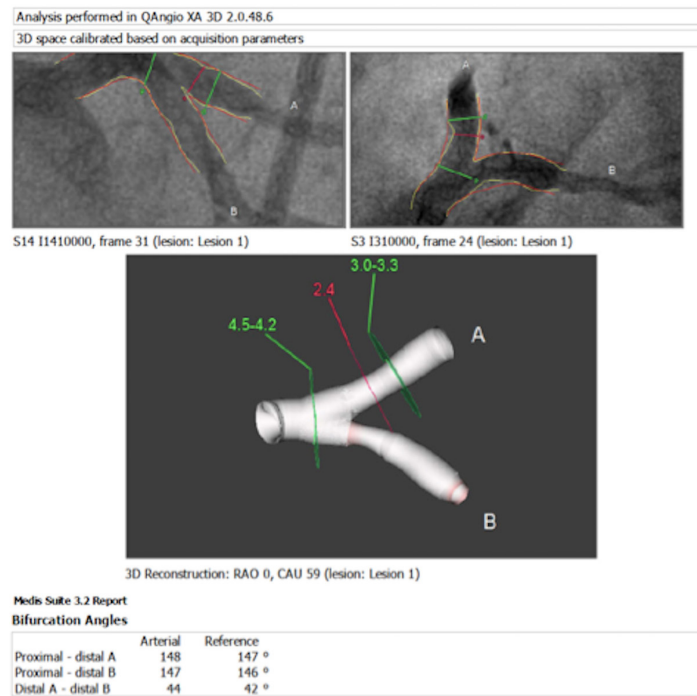 Analysis performed in QAngio XA 3D 2.0.48.6
3D space calibrated based on acquisition parameters
A
B
A
B
S14 I1410000, frame 31 (lesion: Lesion 1)
S3 I310000, frame 24 (lesion: Lesion 1)
3.0-3.3
2.4
4.5-4.2
A
B
3D Reconstruction: RAO 0, CAU 59 (lesion: Lesion 1)
Medis Suite 3.2 Report
Bifurcation Angles
Arterial Reference
Proximal - distal A 148 147 º
Proximal - distal B 147 146 º
Distal A - distal B 44 42 º